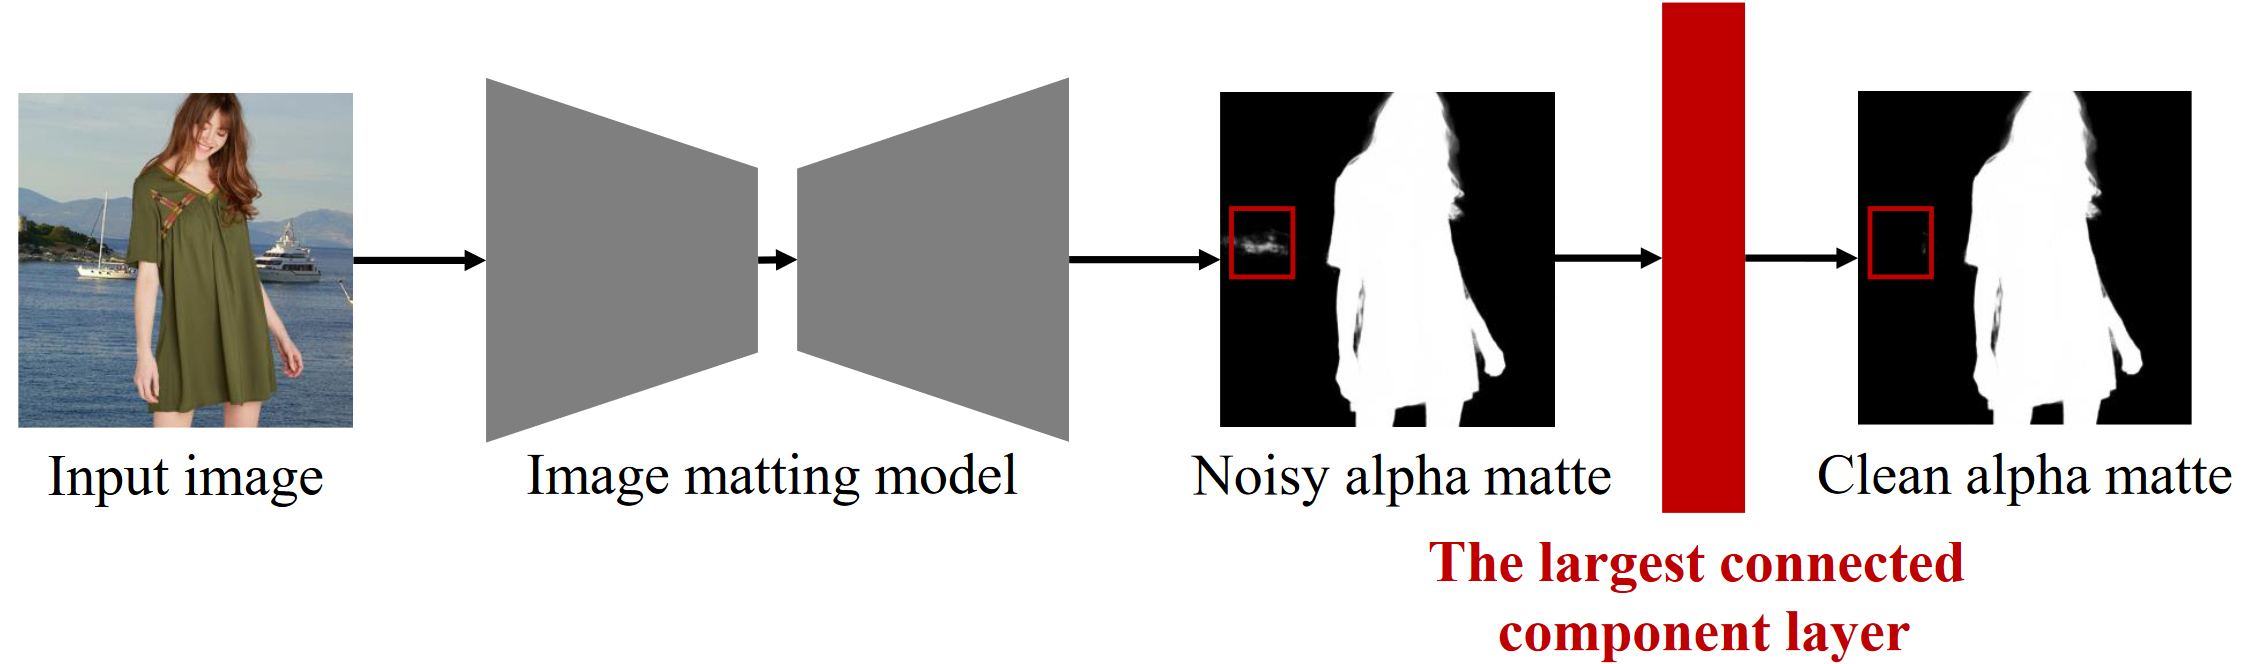 Input image
Image matting model
Noisy alpha matte
Clean alpha matte
The largest connected
component layer